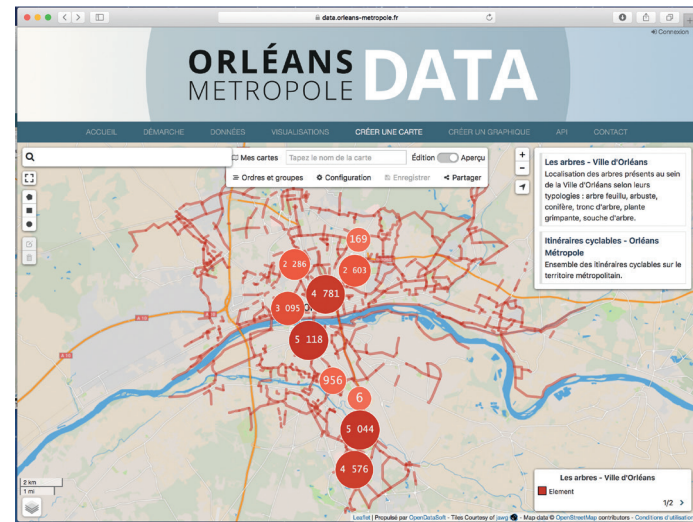 data.orleans-metropole.fr
Connexion
ORLÉANS
METROPOLE
DATA
ACCUEIL DÉMARCHE DONNÉES VISUALISATIONS CRÉER UNE CARTE CRÉER UN GRAPHIQUE API CONTACT
Mes cartes Tapez le nom de la carte Édition Aperçu
Ordres et groupes Configuration Enregistrer Partager
+
−
Les arbres - Ville d'Orléans
Localisation des arbres présents au sein
de la Ville d'Orléans selon leurs
typologies : arbre feuillu, arbuste,
conifère, tronc d'arbre, plante
grimpante, souche d'arbre.
Itinéraires cyclables - Orléans
Métropole
Ensemble des itinéraires cyclables sur le
territoire métropolitain.
169
2 286
2 603
4 781
3 095
5 118
956
6
5 044
4 576
A 10
2 km
1 mi
Les arbres - Ville d'Orléans
Element
1/2 >
Leaflet | Propulsé par OpenDataSoft - Tiles Courtesy of jawg - Map data © OpenStreetMap contributors - Conditions d'utilisation